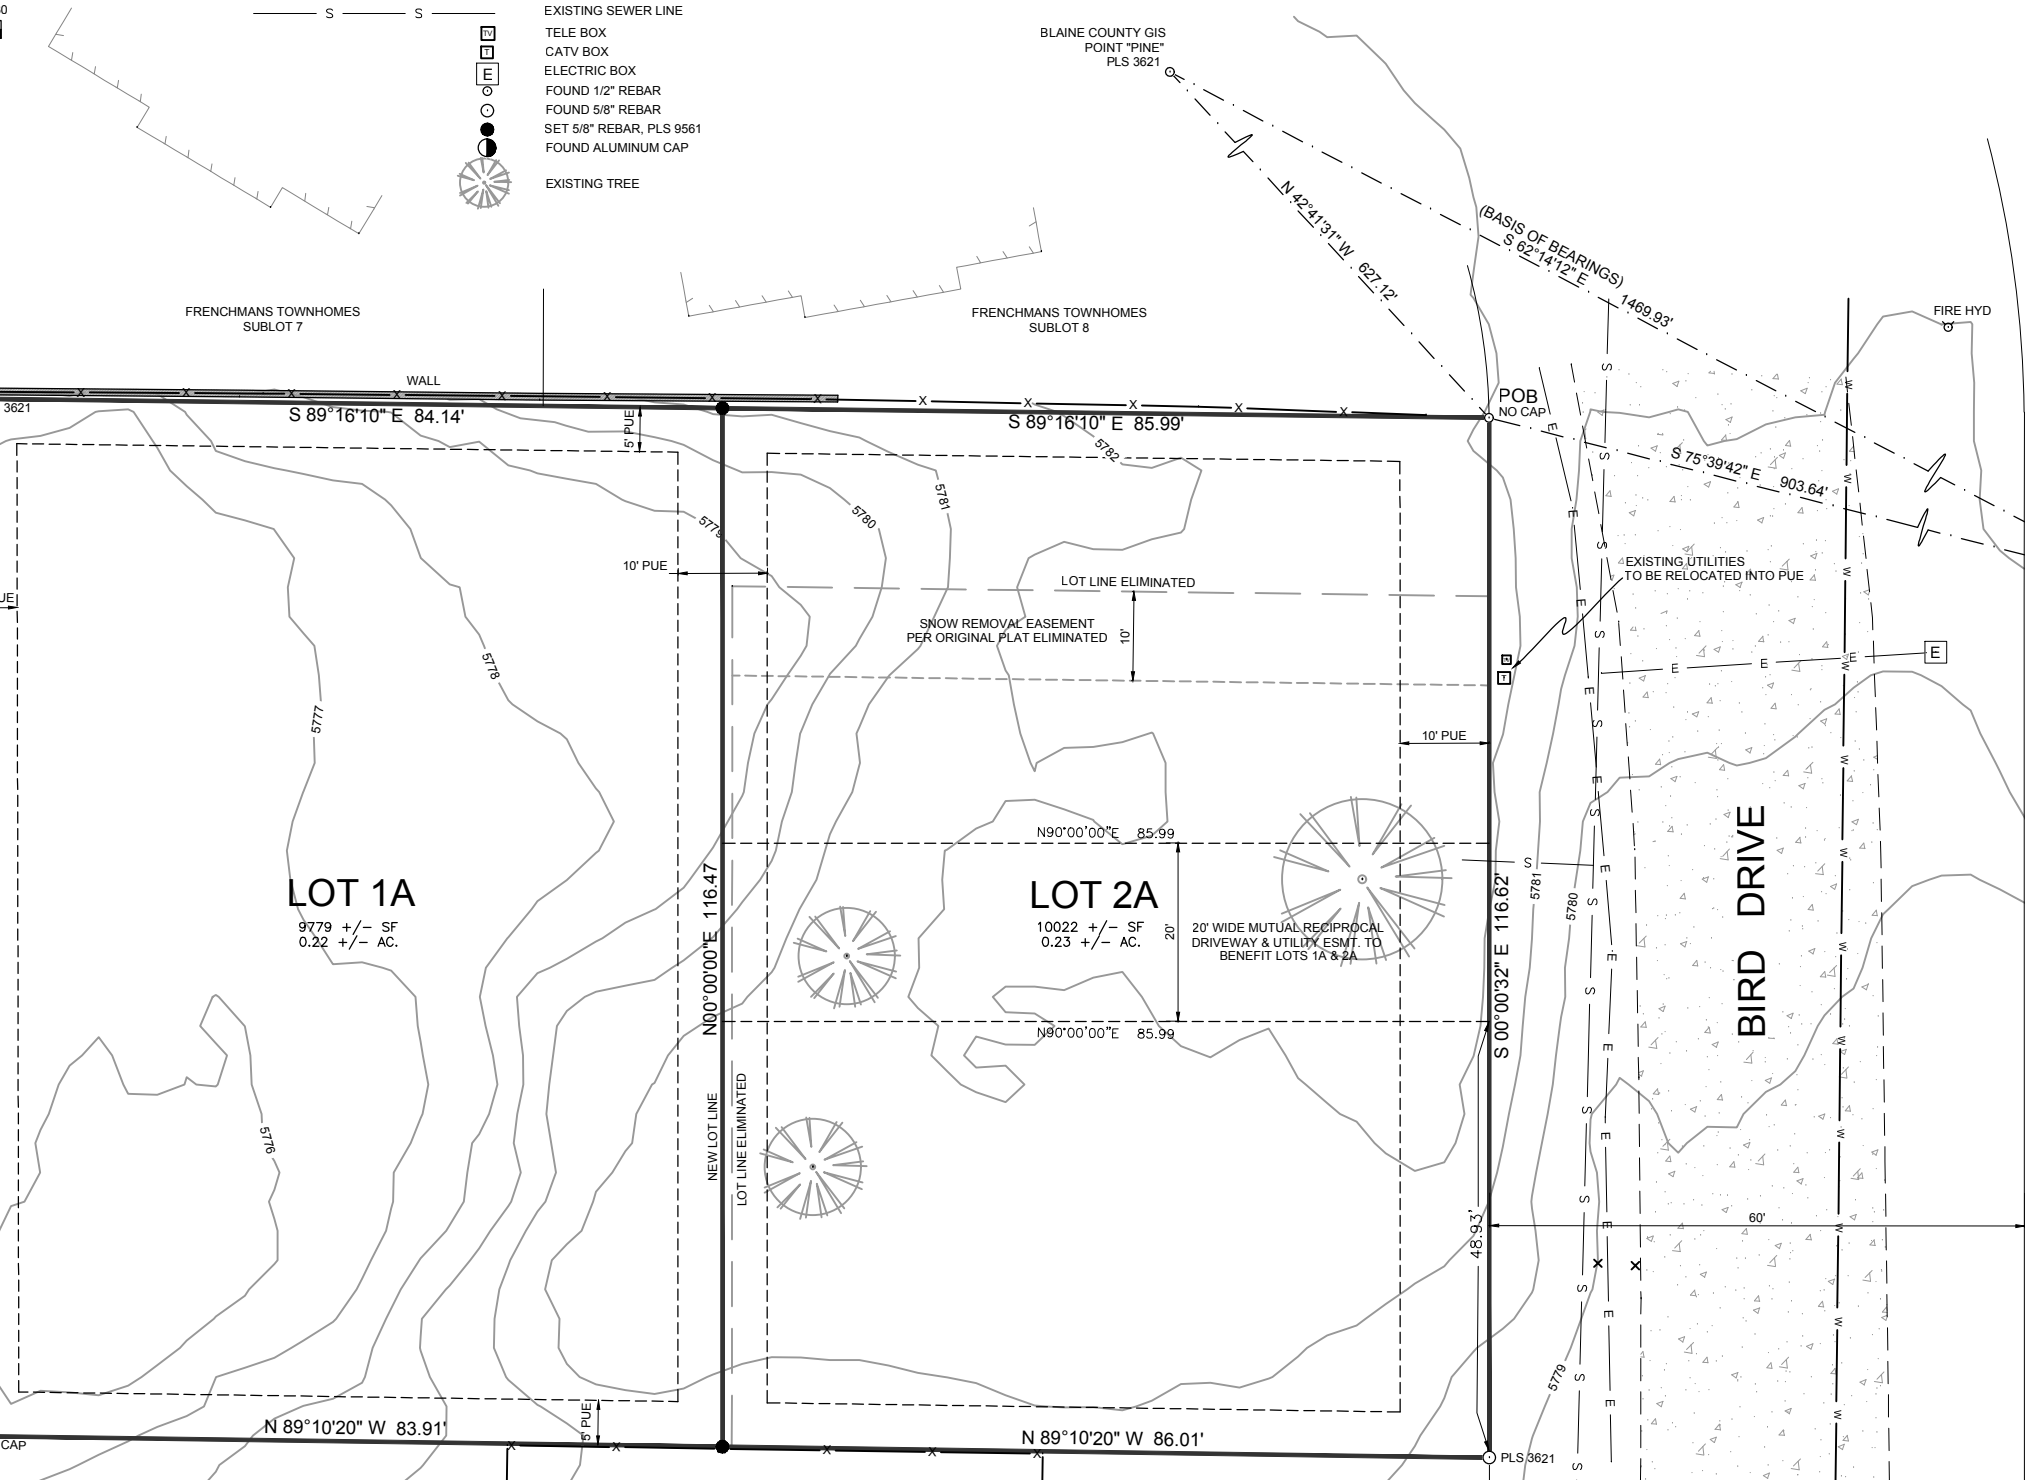 S S
EXISTING SEWER LINE
TV
TELE BOX
T
CATV BOX
E
ELECTRIC BOX
FOUND 1/2" REBAR
FOUND 5/8" REBAR
SET 5/8" REBAR, PLS 9561
FOUND ALUMINUM CAP
EXISTING TREE
BLAINE COUNTY GIS
POINT "PINE"
PLS 3621
N 42°41'31" W 627.12'
(BASIS OF BEARINGS)
S 62°14'12" E 1469.93'
FRENCHMANS TOWNHOMES
SUBLOT 7
FRENCHMANS TOWNHOMES
SUBLOT 8
FIRE HYD
WALL
3621
S 89°16'10" E 84.14'
5' PUE
S 89°16'10" E 85.99'
POB
NO CAP
S 75°39'42" E 903.64'
5782
5781
5780
5779
10' PUE
LOT LINE ELIMINATED
EXISTING UTILITIES
TO BE RELOCATED INTO PUE
SNOW REMOVAL EASEMENT
PER ORIGINAL PLAT ELIMINATED
10'
5778
5777
E
T
10' PUE
N90°00'00"E 85.99
LOT 1A
9779 +/- SF
0.22 +/- AC.
N00°00'00"E 116.47
LOT 2A
10022 +/- SF
0.23 +/- AC.
20'
20' WIDE MUTUAL RECIPROCAL
DRIVEWAY & UTILITY ESMT. TO
BENEFIT LOTS 1A & 2A
S 00°00'32" E 116.62'
5781
5780
BIRD DRIVE
N90°00'00"E 85.99
5776
NEW LOT LINE
LOT LINE ELIMINATED
48.93'
60'
5779
5' PUE
N 89°10'20" W 83.91'
N 89°10'20" W 86.01'
CAP
PLS 3621